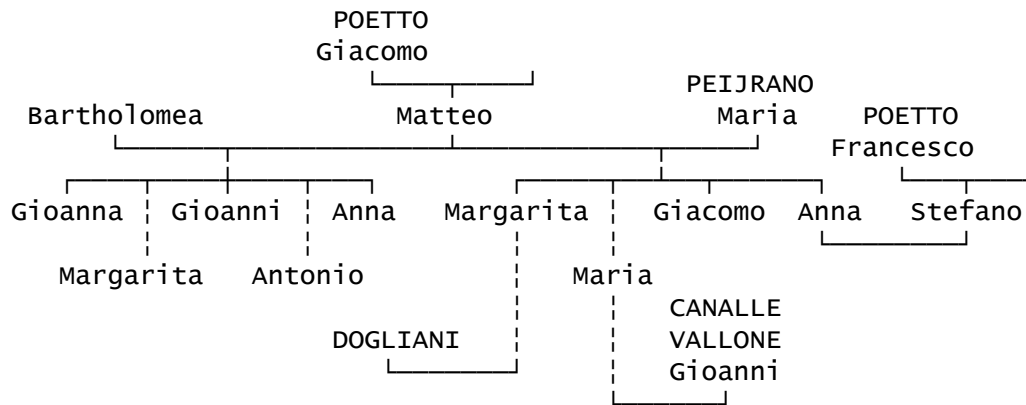 POETTO
Giacomo
PEIJRANO
Bartholomea Matteo Maria POETTO
Francesco
Gioanna Gioanni Anna Margarita Giacomo Anna Stefano
Margarita Antonio Maria
CANALLE
DOGLIANI VALLONE
Gioanni